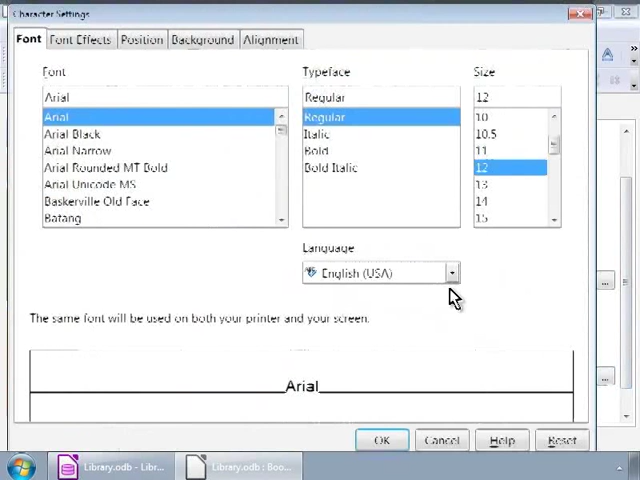 Character Settings
Font Font Effects Position Background Alignment
Font Typeface Size
Arial Regular 12
Arial Regular 10
Arial Black Italic 10.5
Arial Narrow Bold 11
Arial Rounded MT Bold Bold Italic 12
Arial Unicode MS 13
Baskerville Old Face 14
Batang 15
Language
English (USA)
The same font will be used on both your printer and your screen.
Arial
OK Cancel Help Reset
Library.odb - Libr... Library.odb : Boo...